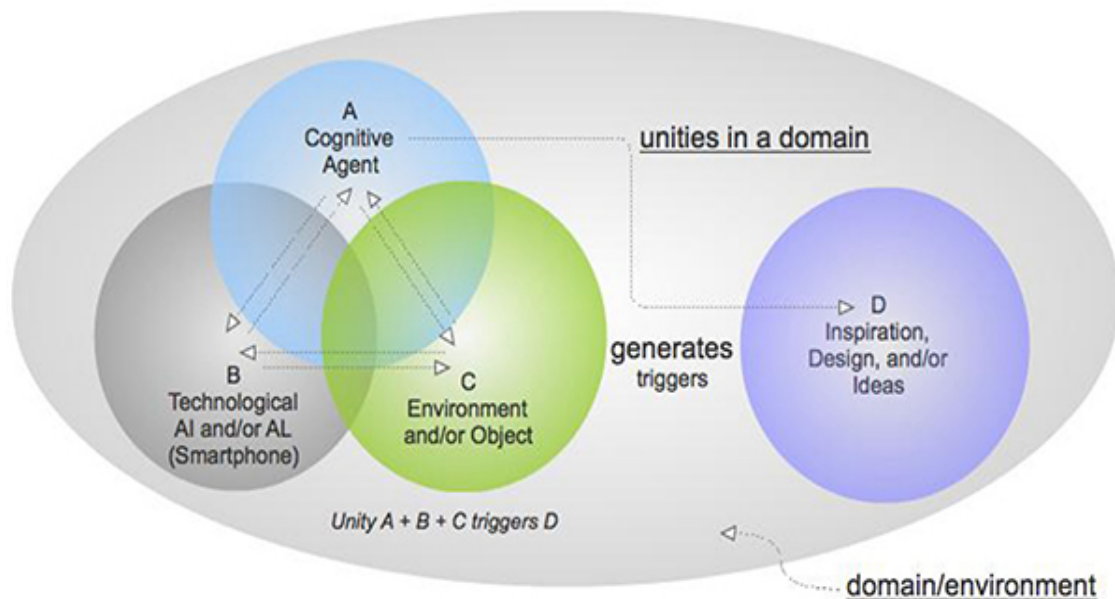 A
Cognitive
Agent
unities in a domain
B
Technological
AI and/or AL
(Smartphone)
C
Environment
and/or Object
generates
triggers
D
Inspiration,
Design, and/or
Ideas
Unity A + B + C triggers D
domain/environment